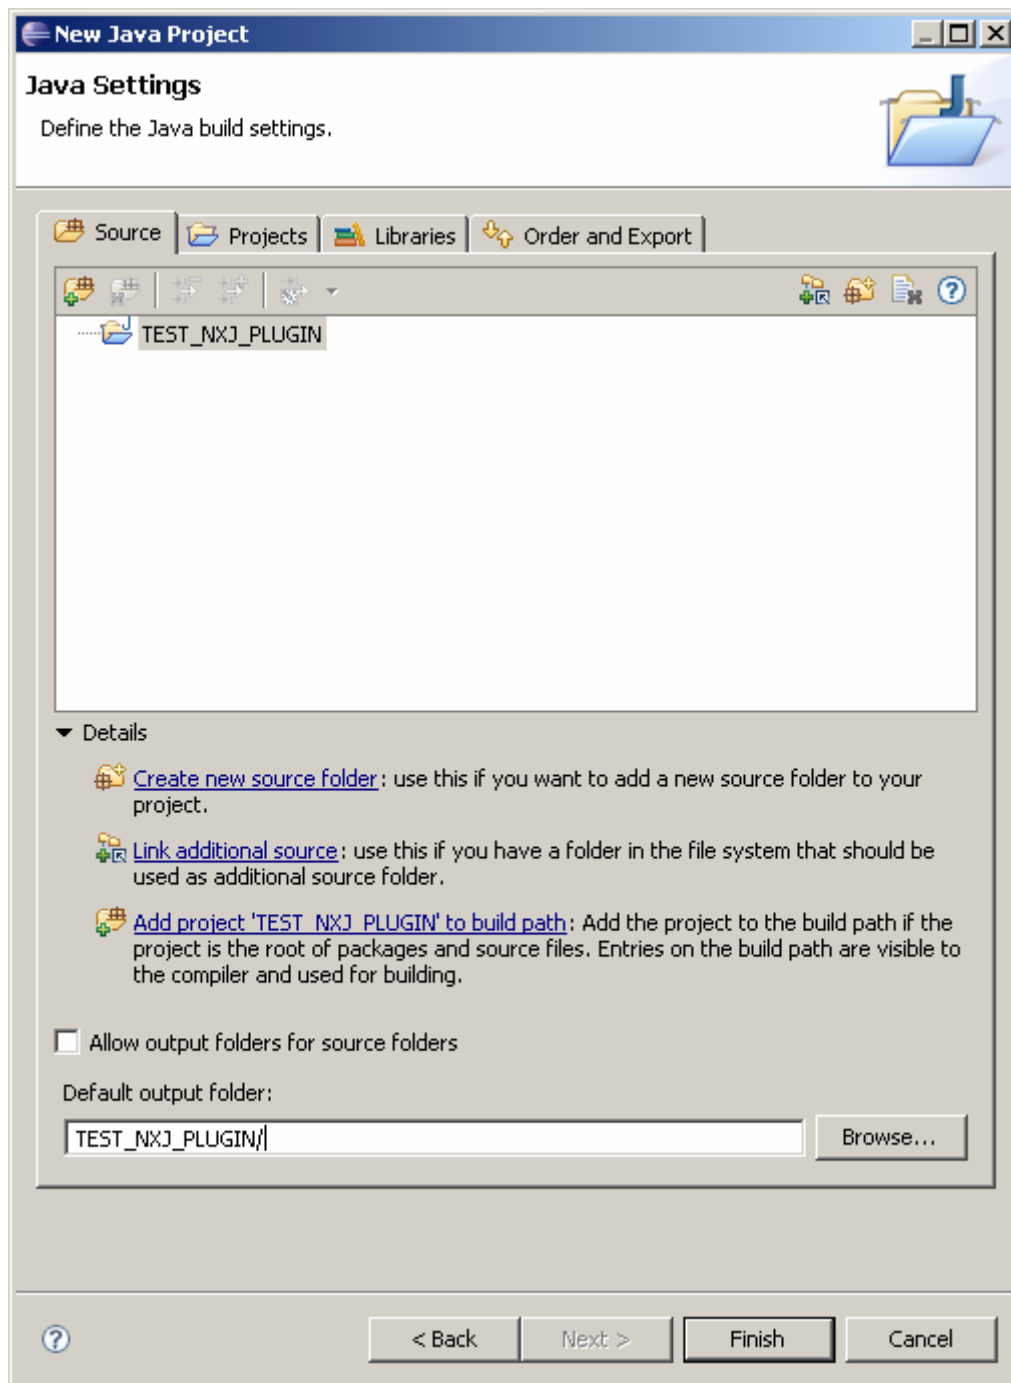 New Java Project
Java Settings
Define the Java build settings.
Source Projects Libraries Order and Export
TEST_NXJ_PLUGIN
Details
Create new source folder: use this if you want to add a new source folder to your
project.
Link additional source: use this if you have a folder in the file system that should be
used as additional source folder.
Add project 'TEST_NXJ_PLUGIN' to build path: Add the project to the build path if the
project is the root of packages and source files. Entries on the build path are visible to
the compiler and used for building.
Allow output folders for source folders
Default output folder:
TEST_NXJ_PLUGIN/ Browse...
< Back Next > Finish Cancel